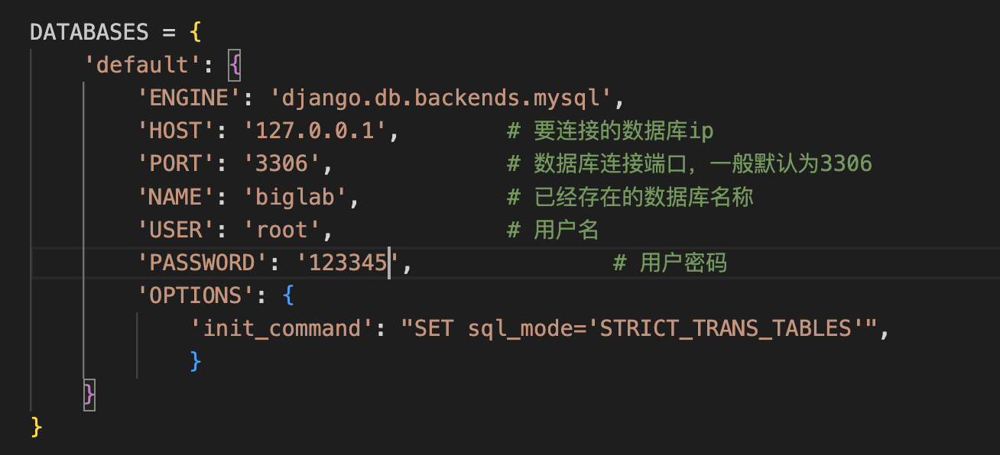 DATABASES = {
    'default': {
        'ENGINE': 'django.db.backends.mysql',
        'HOST': '127.0.0.1',        # 要连接的数据库ip
        'PORT': '3306',             # 数据库连接端口，一般默认为3306
        'NAME': 'biglab',           # 已经存在的数据库名称
        'USER': 'root',             # 用户名
        'PASSWORD': '123345',               # 用户密码
        'OPTIONS': {
            'init_command': "SET sql_mode='STRICT_TRANS_TABLES'",
            }
    }
}